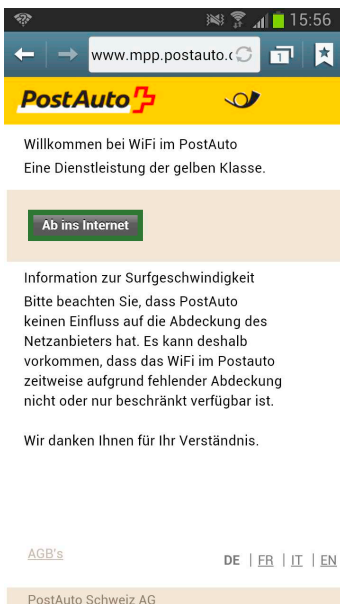 15:56
www.mpp.postauto.c
1
PostAuto
Willkommen bei WiFi im PostAuto
Eine Dienstleistung der gelben Klasse.
Ab ins Internet
Information zur Surfgeschwindigkeit
Bitte beachten Sie, dass PostAuto
keinen Einfluss auf die Abdeckung des
Netzanbieters hat. Es kann deshalb
vorkommen, dass das WiFi im Postauto
zeitweise aufgrund fehlender Abdeckung
nicht oder nur beschränkt verfügbar ist.
Wir danken Ihnen für Ihr Verständnis.
AGB's
DE | FR | IT | EN
PostAuto Schweiz AG